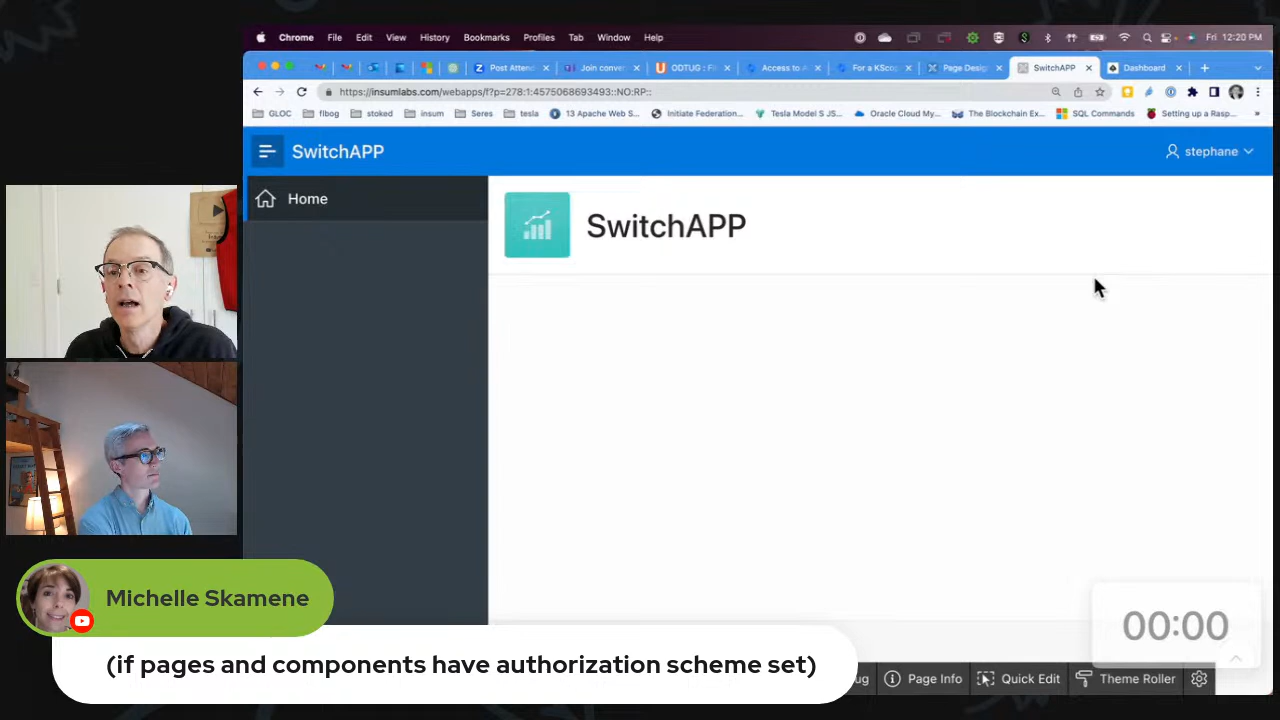 Chrome File Edit View History Bookmarks Profiles Tab Window Help Fri 12:20 PM
Post Attend Join conver ODTUG : F Access to A For a KSco Page Desig SwitchAPP Dashboard
https://insumlabs.com/webapps/f?p=278:1:4575068693493::NO:RP::
GLOC flbog stoked insum Seres tesla 13 Apache Web S... Initiate Federation... Tesla Model S JS... Oracle Cloud My... The Blockchain Ex... SQL Commands Setting up a Rasp... »
SwitchAPP stephane
Home
SwitchAPP
Michelle Skamene
(if pages and components have authorization scheme set)
00:00
ug Page Info Quick Edit Theme Roller